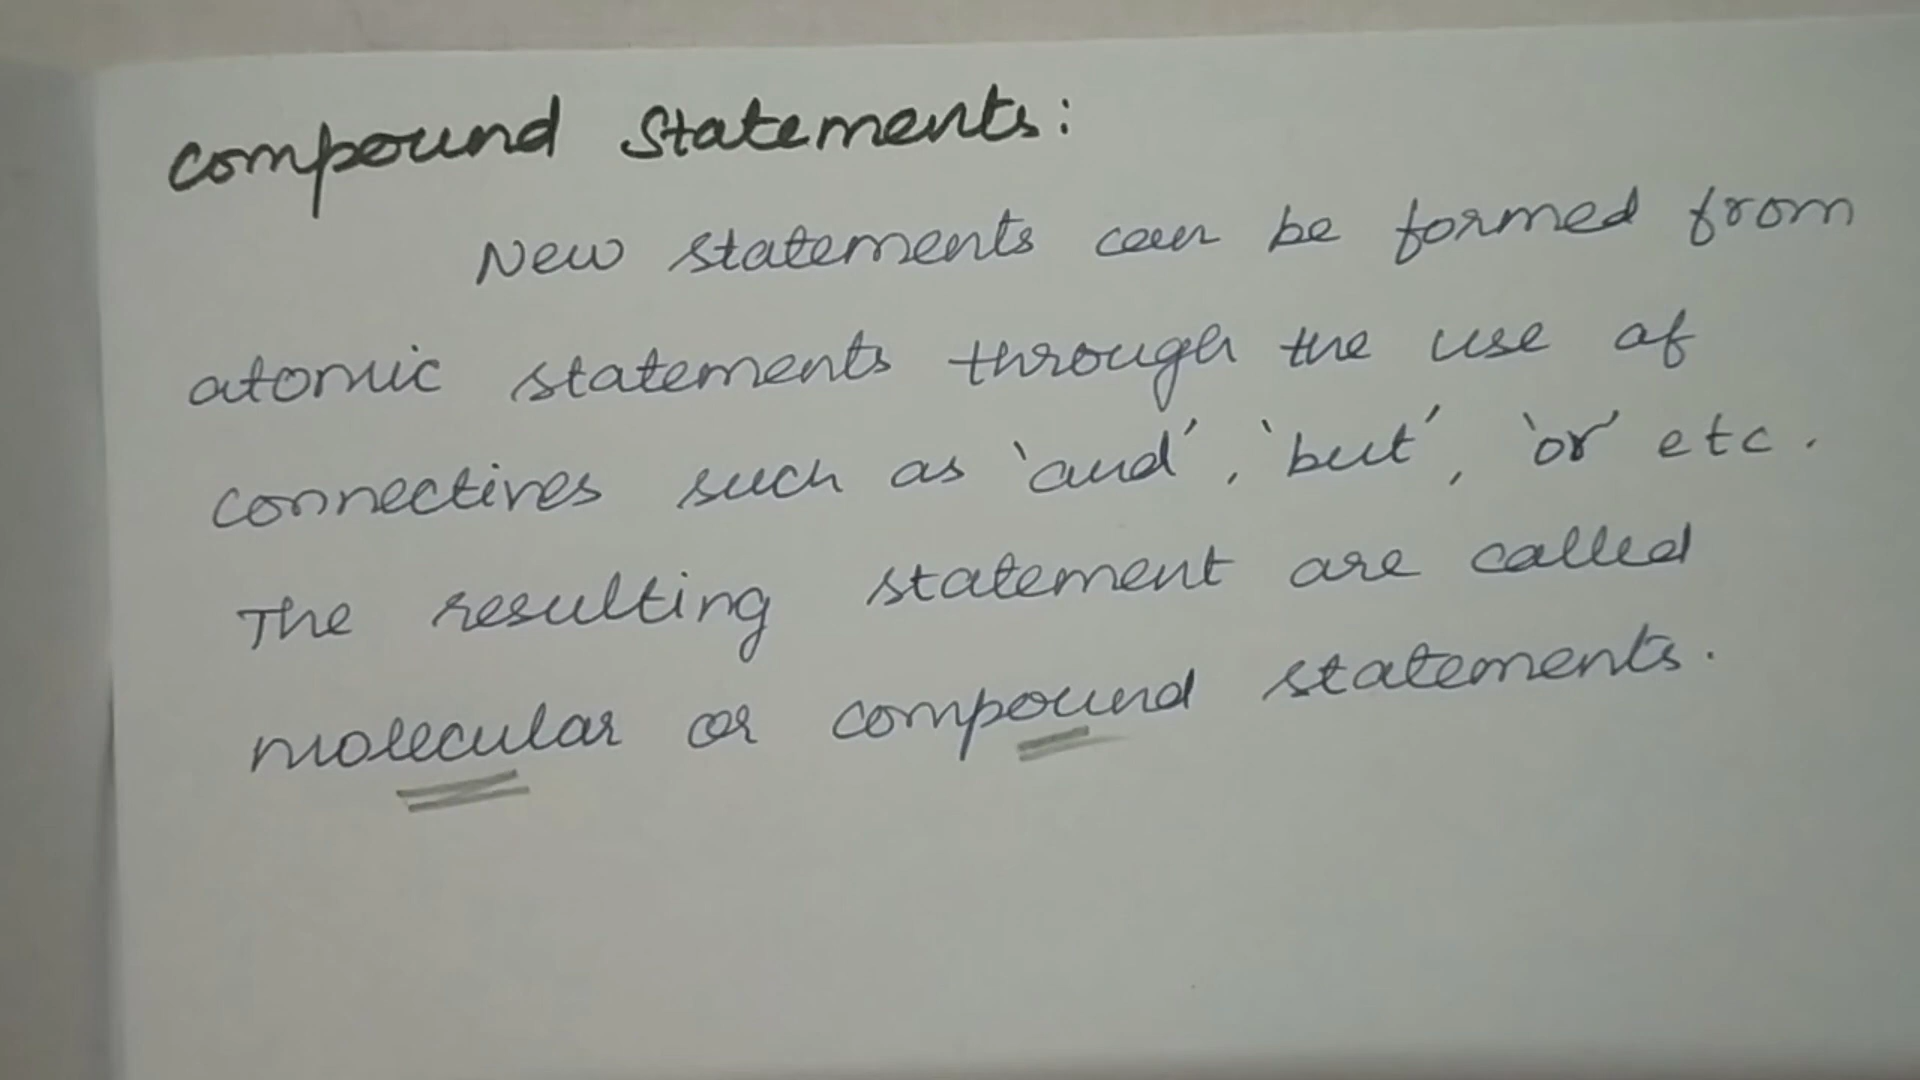 compound Statements:
New statements can be formed from
atomic statements through the use of
connectives such as 'and', 'but', 'or' etc.
The resulting statement are called
molecular or compound statements.